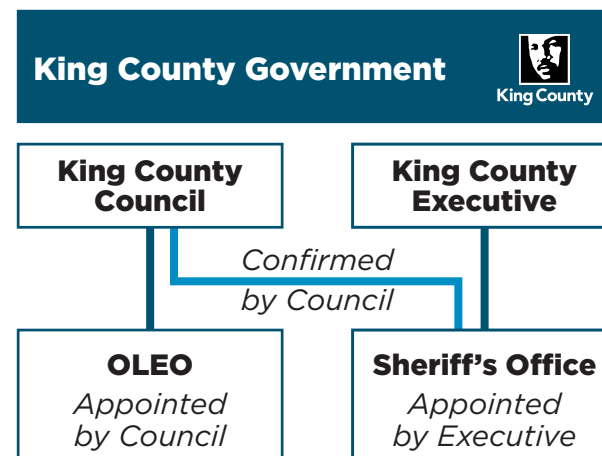 King County Government
King County
King County
Council
King County
Executive
Confirmed
by Council
OLEO
Appointed
by Council
Sheriff's Office
Appointed
by Executive